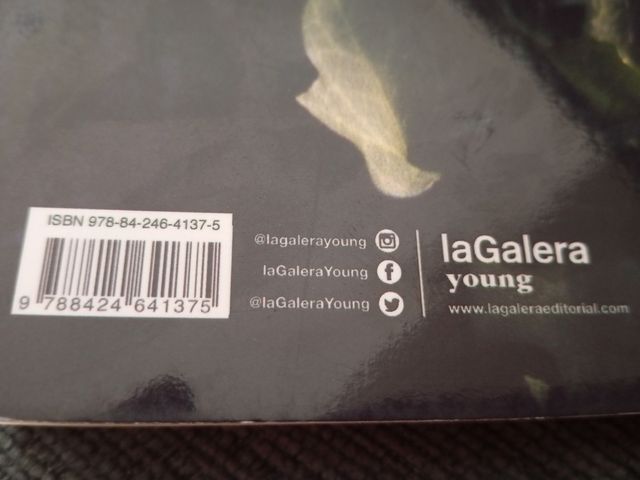 ISBN 978-84-246-4137-5
9 788424 641375
@lagalerayoung
laGaleraYoung
@laGaleraYoung
laGalera
young
www.lagaleraeditorial.com